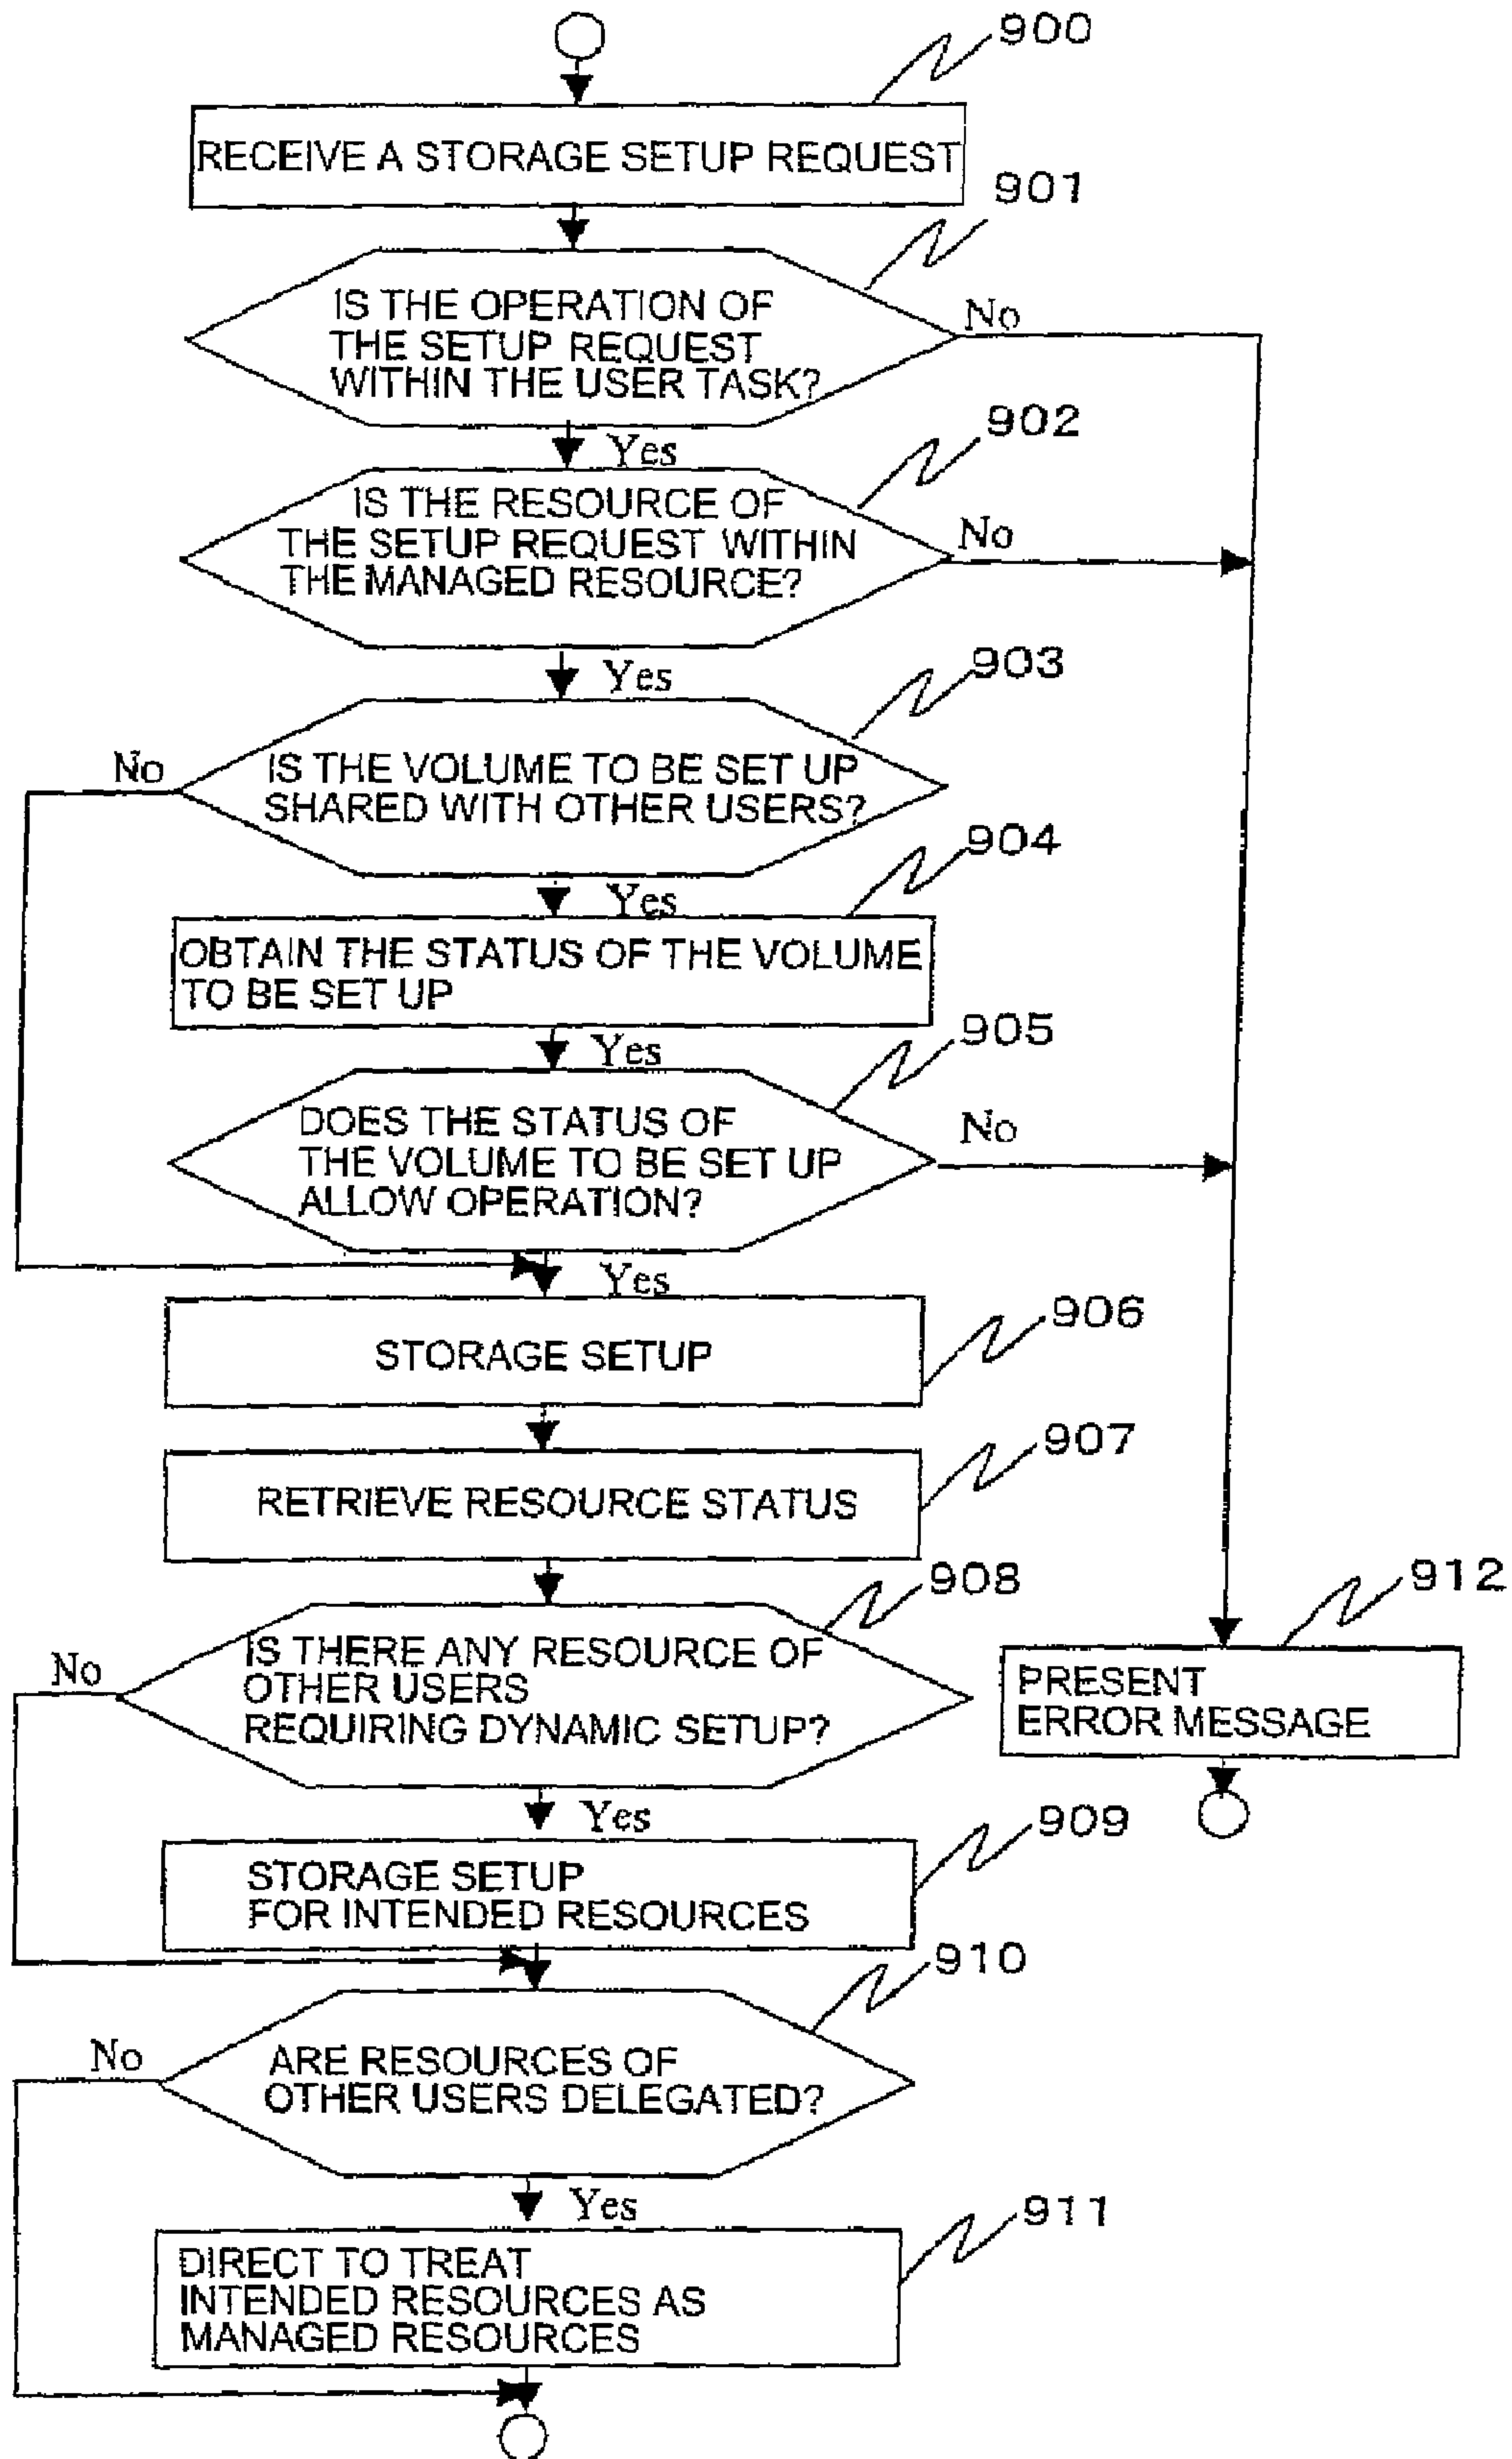 900
RECEIVE A STORAGE SETUP REQUEST
901
IS THE OPERATION OF
THE SETUP REQUEST
WITHIN THE USER TASK?
No
Yes
902
IS THE RESOURCE OF
THE SETUP REQUEST WITHIN
THE MANAGED RESOURCE?
No
Yes
903
No
IS THE VOLUME TO BE SET UP
SHARED WITH OTHER USERS?
Yes
904
OBTAIN THE STATUS OF THE VOLUME
TO BE SET UP
Yes
905
DOES THE STATUS OF
THE VOLUME TO BE SET UP
ALLOW OPERATION?
No
Yes
906
STORAGE SETUP
907
RETRIEVE RESOURCE STATUS
908
No
IS THERE ANY RESOURCE OF
OTHER USERS
REQUIRING DYNAMIC SETUP?
912
PRESENT
ERROR MESSAGE
Yes
909
STORAGE SETUP
FOR INTENDED RESOURCES
910
No
ARE RESOURCES OF
OTHER USERS DELEGATED?
Yes
911
DIRECT TO TREAT
INTENDED RESOURCES AS
MANAGED RESOURCES